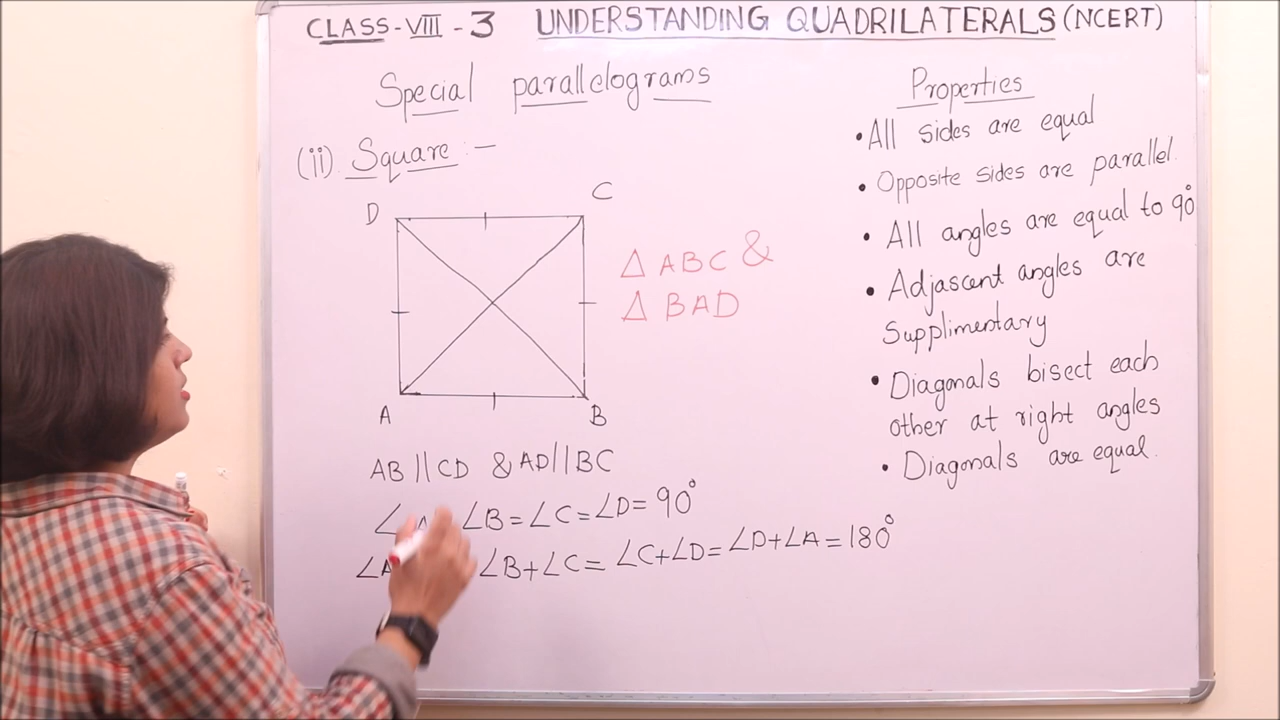 CLASS-VIII - 3 UNDERSTANDING QUADRILATERALS (NCERT)
Special parallelograms
(ii) Square :-
D
C
A
B
△ ABC &
△ BAD
AB || CD & AD || BC
∠A ∠B = ∠C = ∠D = 90°
∠A ∠B + ∠C = ∠C + ∠D = ∠D + ∠A = 180°
Properties
• All sides are equal
• Opposite sides are parallel.
• All angles are equal to 90°
• Adjascent angles are
Supplimentary
• Diagonals bisect each
other at right angles
• Diagonals are equal.